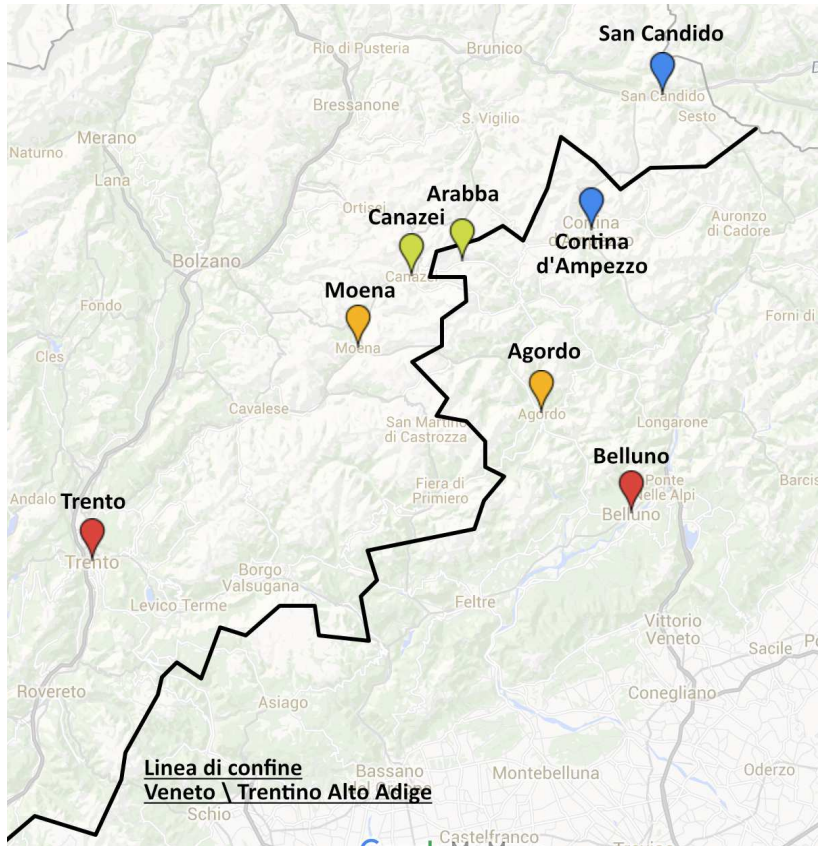 San Candido
Rio di Pusteria
Brunico
San Candido
Bressanone
Sesto
S. Vigilio
Merano
Naturno
Lana
Arabba
Ortisei
Canazei
Cortina
Auronzo
di Cadore
Cortina
d'Ampezzo
Bolzano
Canazei
Moena
Fondo
Forni di
Agordo
Moena
Cles
Cavalese
Agordo
San Martino
di Castrozza
Longarone
Belluno
Fiera di
Primiero
Ponte
nelle Alpi
Barcis
Andalo
Trento
Belluno
Trento
Borgo
Valsugana
Levico Terme
Feltre
Vittorio
Veneto
Sacile
Rovereto
Asiago
Conegliano
Linea di confine
Veneto \ Trentino Alto Adige
Bassano
Montebelluna
Oderzo
Schio
Castelfranco